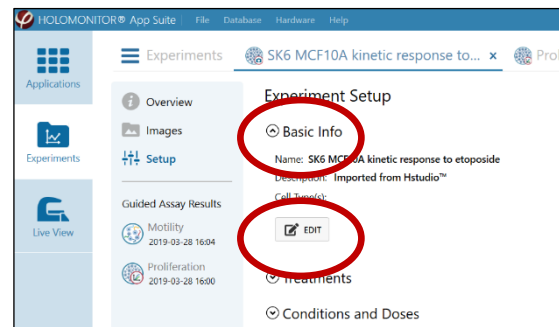 HOLOMONITOR® App Suite File Database Hardware Help
Experiments SK6 MCF10A kinetic response to... × Prol
Applications
Experiments
Live View
Overview
Images
Setup
Guided Assay Results
Motility
2019-03-28 16:04
Proliferation
2019-03-28 16:00
Experiment Setup
Basic Info
Name: SK6 MCF10A kinetic response to etoposide
Description: Imported from Hstudio™
Cell Type(s):
EDIT
Treatments
Conditions and Doses